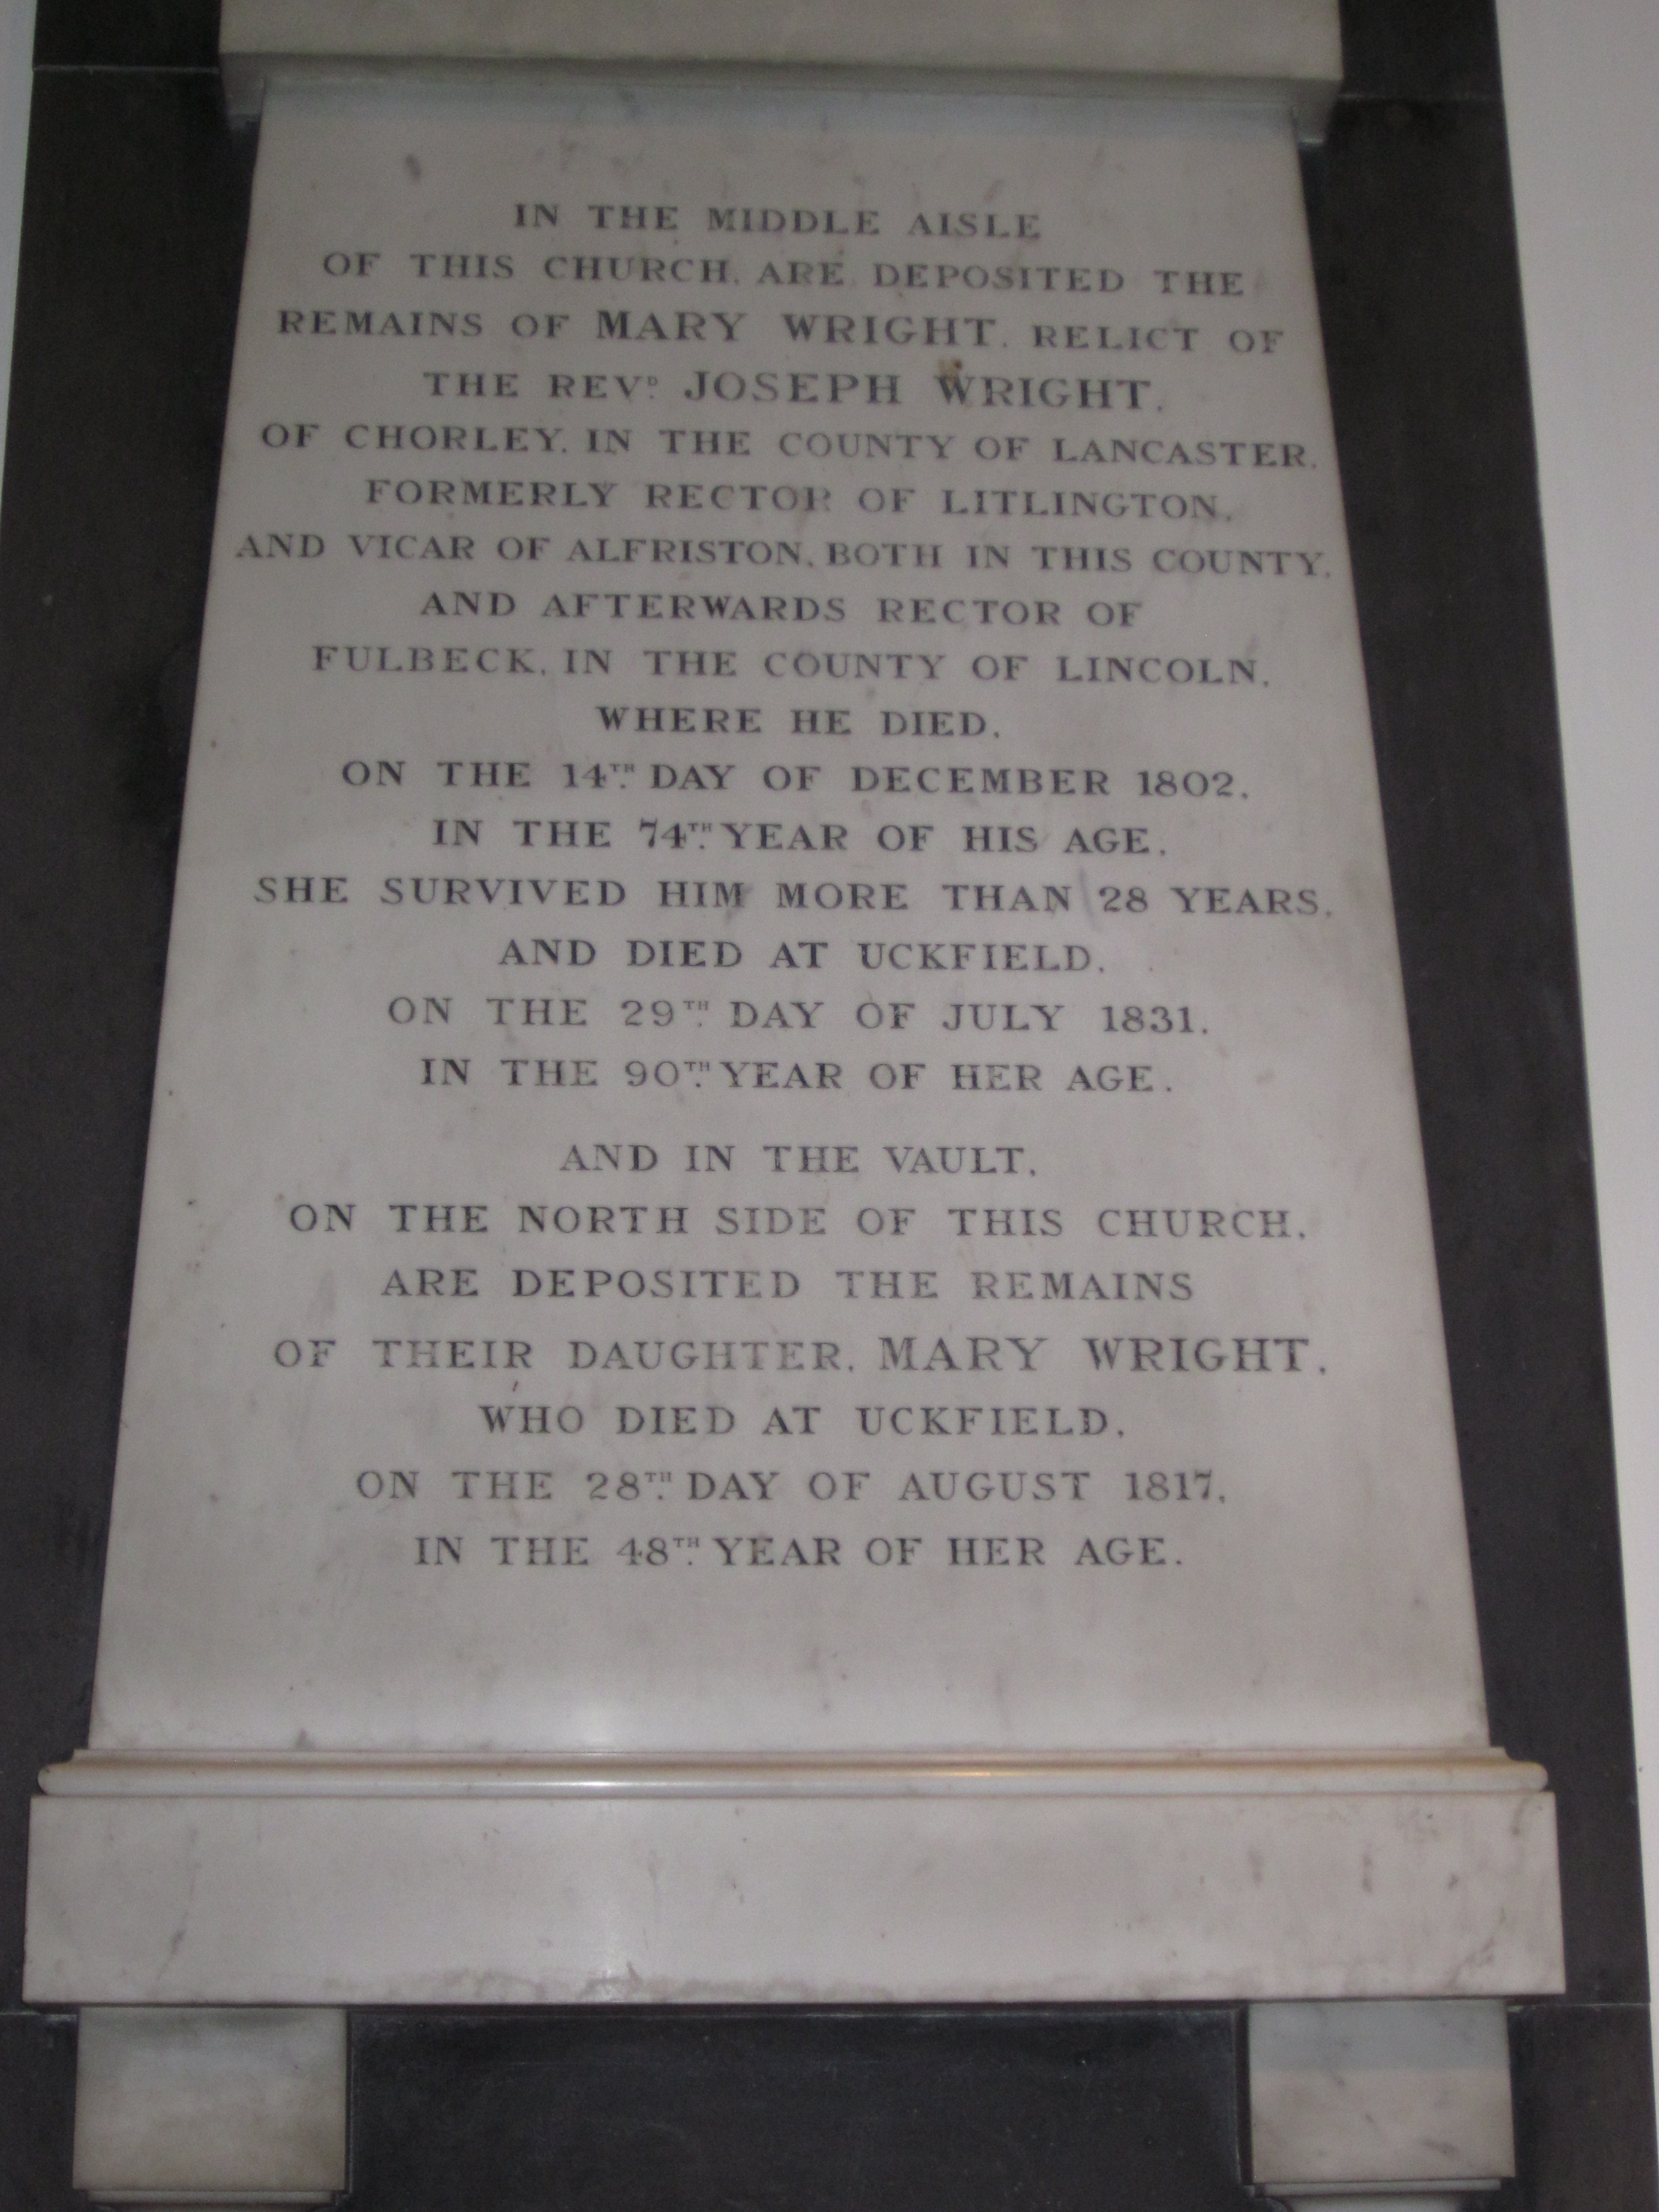 IN THE MIDDLE AISLE
OF THIS CHURCH, ARE DEPOSITED THE
REMAINS OF MARY WRIGHT, RELICT OF
THE REVD. JOSEPH WRIGHT,
OF CHORLEY, IN THE COUNTY OF LANCASTER,
FORMERLY RECTOR OF LITLINGTON,
AND VICAR OF ALFRISTON, BOTH IN THIS COUNTY,
AND AFTERWARDS RECTOR OF
FULBECK, IN THE COUNTY OF LINCOLN,
WHERE HE DIED,
ON THE 14TH. DAY OF DECEMBER 1802,
IN THE 74TH. YEAR OF HIS AGE.
SHE SURVIVED HIM MORE THAN 28 YEARS,
AND DIED AT UCKFIELD,
ON THE 29TH. DAY OF JULY 1831,
IN THE 90TH. YEAR OF HER AGE.
AND IN THE VAULT,
ON THE NORTH SIDE OF THIS CHURCH,
ARE DEPOSITED THE REMAINS
OF THEIR DAUGHTER, MARY WRIGHT,
WHO DIED AT UCKFIELD,
ON THE 28TH. DAY OF AUGUST 1817,
IN THE 48TH. YEAR OF HER AGE.